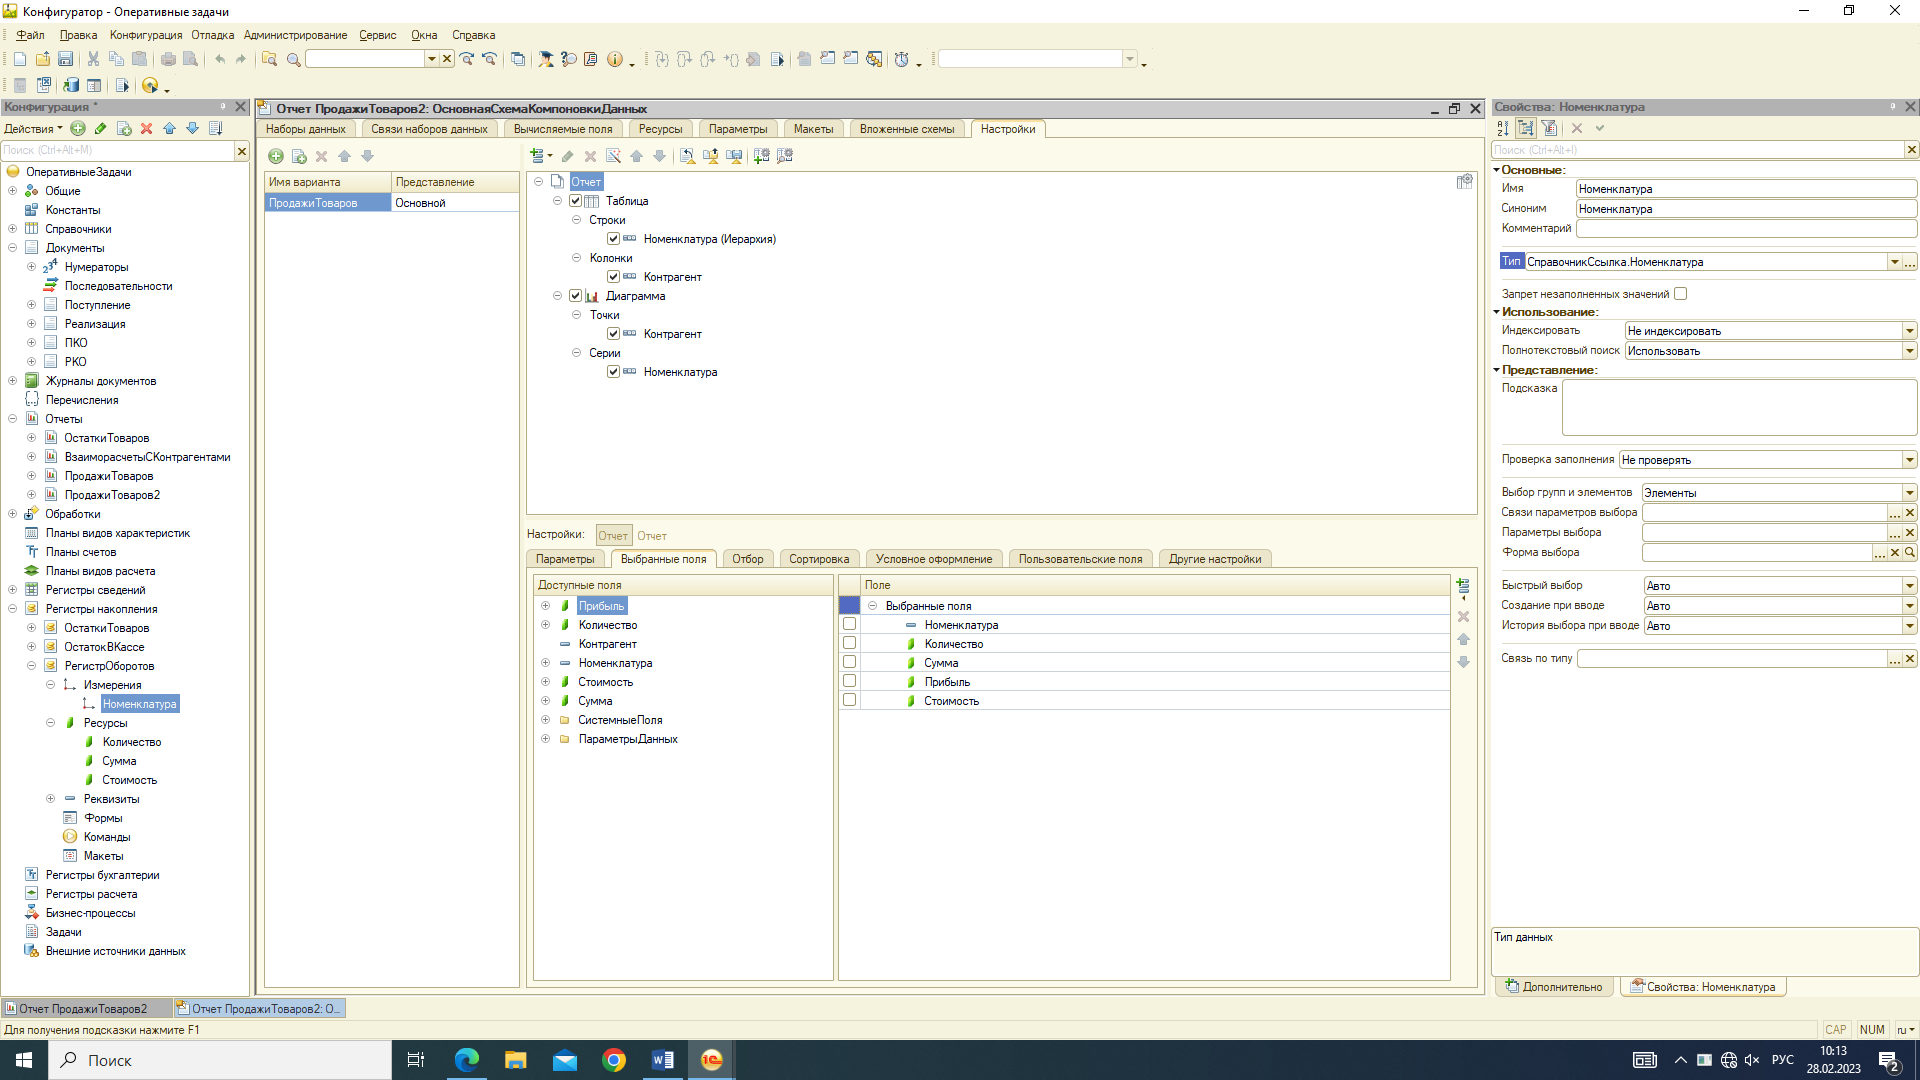 Конфигуратор - Оперативные задачи
Файл Правка Конфигурация Отладка Администрирование Сервис Окна Справка
Конфигурация *
Действия
Поиск (Ctrl+Alt+M)
ОперативныеЗадачи
Общие
Константы
Справочники
Документы
Нумераторы
Последовательности
Поступление
Реализация
ПКО
РКО
Журналы документов
Перечисления
Отчеты
ОстаткиТоваров
ВзаиморасчетыСКонтрагентами
ПродажиТоваров
ПродажиТоваров2
Обработки
Планы видов характеристик
Планы счетов
Планы видов расчета
Регистры сведений
Регистры накопления
ОстаткиТоваров
ОстатокВКассе
РегистрОборотов
Измерения
Номенклатура
Ресурсы
Количество
Сумма
Стоимость
Реквизиты
Формы
Команды
Макеты
Регистры бухгалтерии
Регистры расчета
Бизнес-процессы
Задачи
Внешние источники данных
Отчет ПродажиТоваров2: ОсновнаяСхемаКомпоновкиДанных
Наборы данных Связи наборов данных Вычисляемые поля Ресурсы Параметры Макеты Вложенные схемы Настройки
Имя варианта Представление
ПродажиТоваров Основной
Отчет
Таблица
Строки
Номенклатура (Иерархия)
Колонки
Контрагент
Диаграмма
Точки
Контрагент
Серии
Номенклатура
Настройки: Отчет Отчет
Параметры Выбранные поля Отбор Сортировка Условное оформление Пользовательские поля Другие настройки
Доступные поля
Прибыль
Количество
Контрагент
Номенклатура
Стоимость
Сумма
СистемныеПоля
ПараметрыДанных
Поле
Выбранные поля
Номенклатура
Количество
Сумма
Прибыль
Стоимость
Свойства: Номенклатура
Поиск (Ctrl+Alt+I)
Основные:
Имя Номенклатура
Синоним Номенклатура
Комментарий
Тип СправочникСсылка.Номенклатура
Запрет незаполненных значений
Использование:
Индексировать Не индексировать
Полнотекстовый поиск Использовать
Представление:
Подсказка
Проверка заполнения Не проверять
Выбор групп и элементов Элементы
Связи параметров выбора
Параметры выбора
Форма выбора
Быстрый выбор Авто
Создание при вводе Авто
История выбора при вводе Авто
Связь по типу
Тип данных
Дополнительно Свойства: Номенклатура
Отчет ПродажиТоваров2 Отчет ПродажиТоваров2: О...
Для получения подсказки нажмите F1
CAP NUM ru
Поиск
РУС
10:13
28.02.2023
2